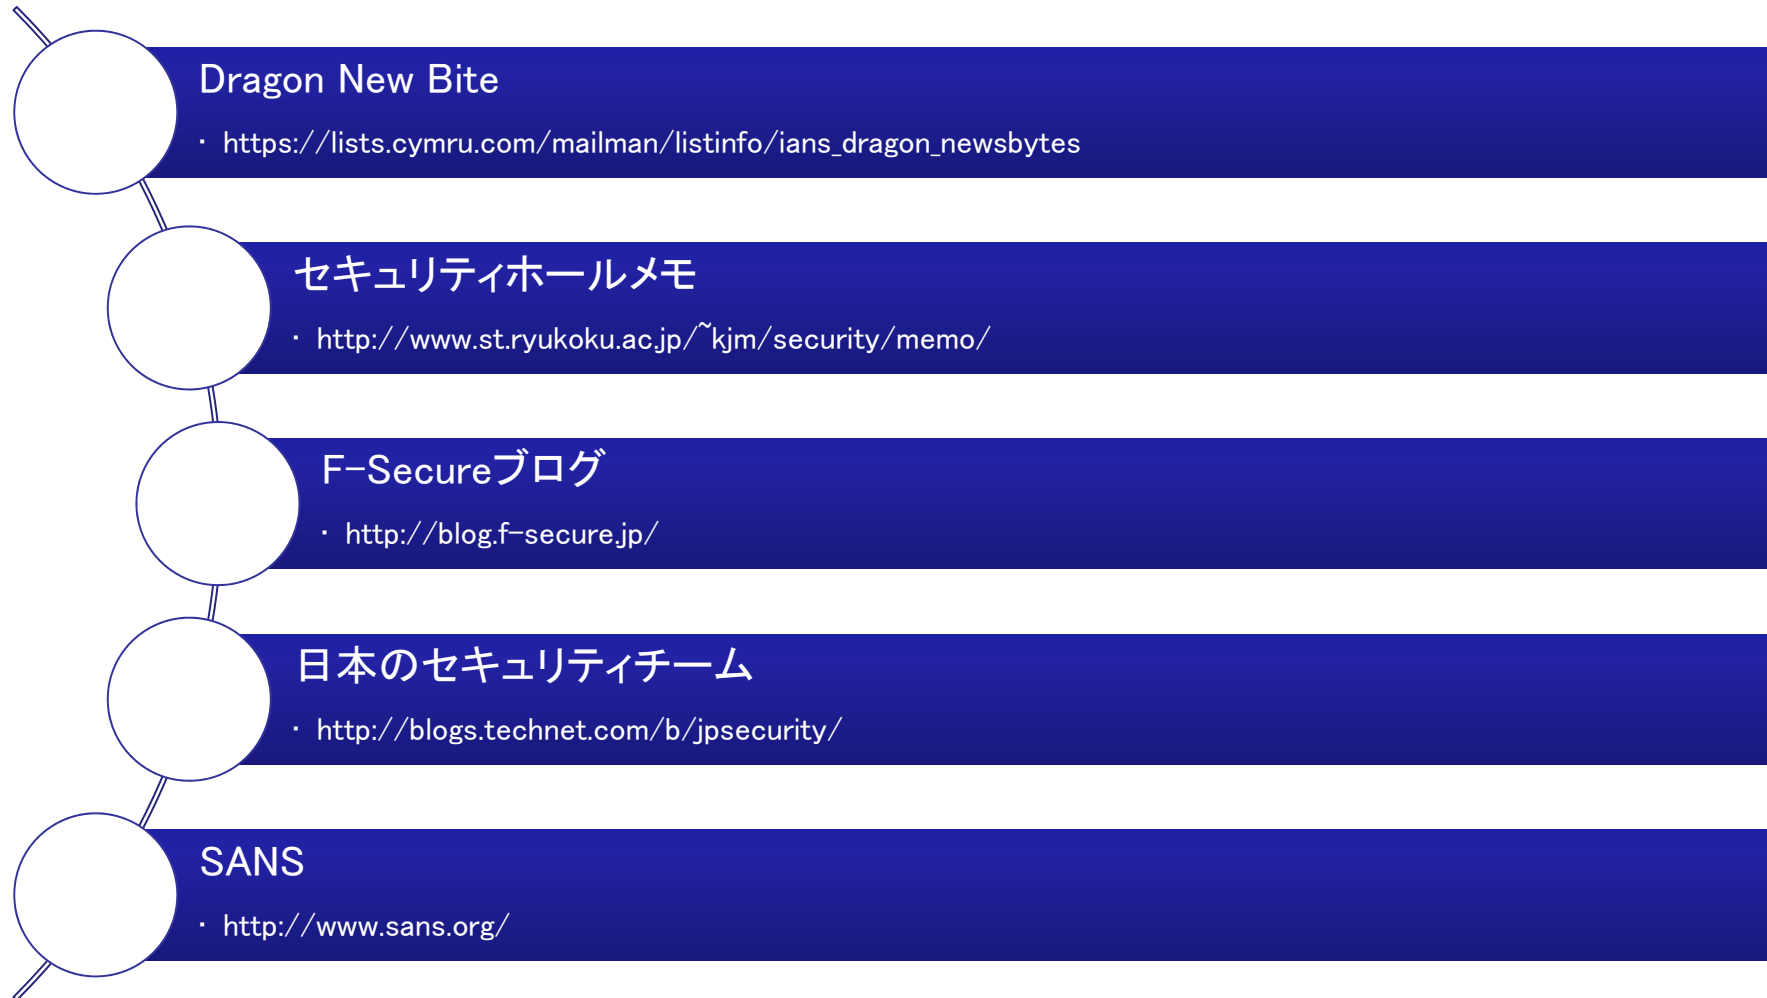 Dragon New Bite
・ https://lists.cymru.com/mailman/listinfo/ians_dragon_newsbytes
セキュリティホールメモ
・ http://www.st.ryukoku.ac.jp/~kjm/security/memo/
F-Secureブログ
・ http://blog.f-secure.jp/
日本のセキュリティチーム
・ http://blogs.technet.com/b/jpsecurity/
SANS
・ http://www.sans.org/